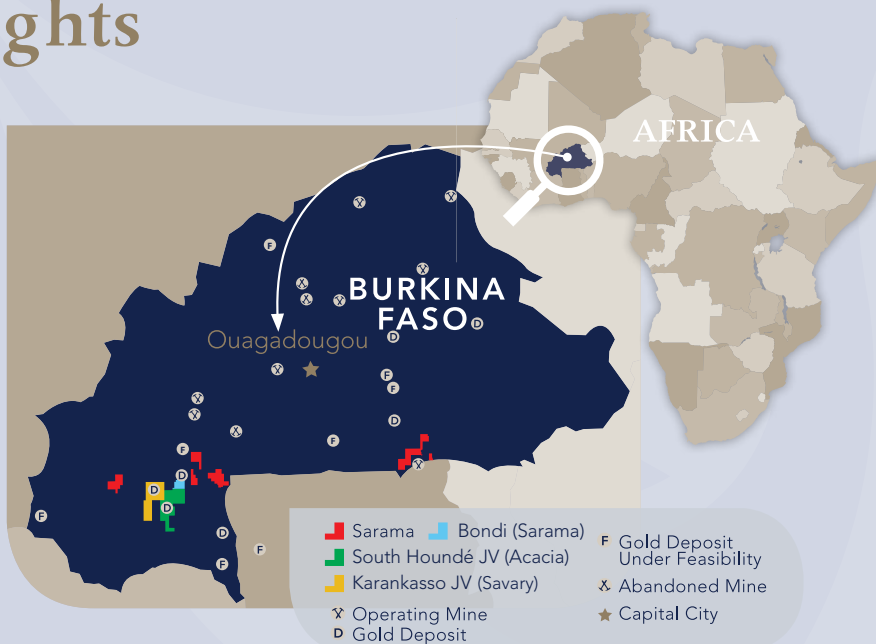 ghts
AFRICA
BURKINA
FASO
Ouagadougou
F
D
D
F
F
D
F
F
D
D
D
F
D
F
F
Sarama
Bondi (Sarama)
South Houndé JV (Acacia)
Karankasso JV (Savary)
Operating Mine
D Gold Deposit
F Gold Deposit
Under Feasibility
Abandoned Mine
Capital City